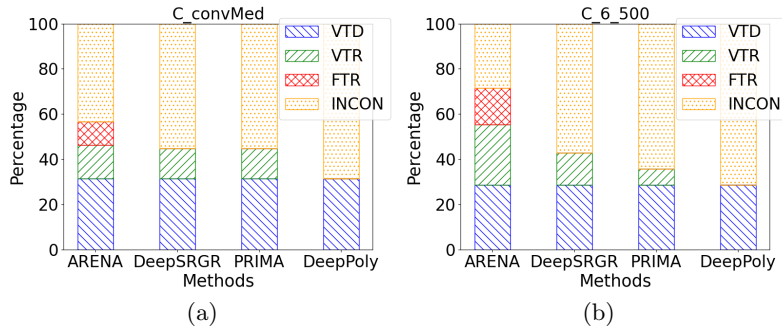 C_convMed
100
80
60
40
20
0
Percentage
VTD
VTR
FTR
INCON
ARENA DeepSRGR PRIMA DeepPoly
Methods
(a)
C_6_500
100
80
60
40
20
0
Percentage
VTD
VTR
FTR
INCON
ARENA DeepSRGR PRIMA DeepPoly
Methods
(b)